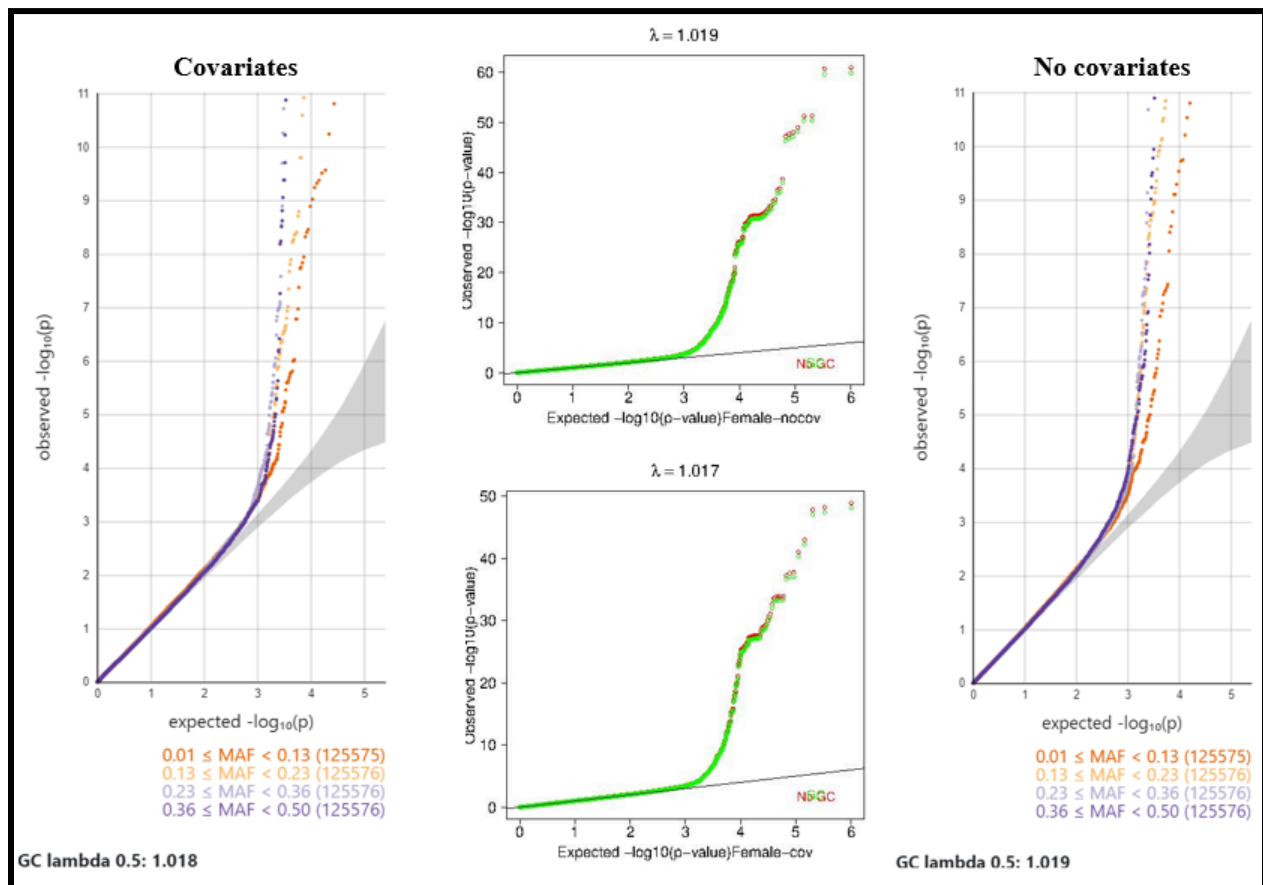 Covariates
11
10
9
8
7
6
5
4
3
2
1
0
observed -log₁₀(p)
0 1 2 3 4 5
expected -log₁₀(p)
0.01 ≤ MAF < 0.13 (125575)
0.13 ≤ MAF < 0.23 (125576)
0.23 ≤ MAF < 0.36 (125576)
0.36 ≤ MAF < 0.50 (125576)
GC lambda 0.5: 1.018
λ = 1.019
60
50
40
30
20
10
0
Observed -log10(p-value)
0 1 2 3 4 5 6
Expected -log10(p-value)Female-nocov
λ = 1.017
50
40
30
20
10
0
Observed -log10(p-value)
0 1 2 3 4 5 6
Expected -log10(p-value)Female-cov
No covariates
11
10
9
8
7
6
5
4
3
2
1
0
observed -log₁₀(p)
0 1 2 3 4 5
expected -log₁₀(p)
0.01 ≤ MAF < 0.13 (125575)
0.13 ≤ MAF < 0.23 (125576)
0.23 ≤ MAF < 0.36 (125576)
0.36 ≤ MAF < 0.50 (125576)
GC lambda 0.5: 1.019